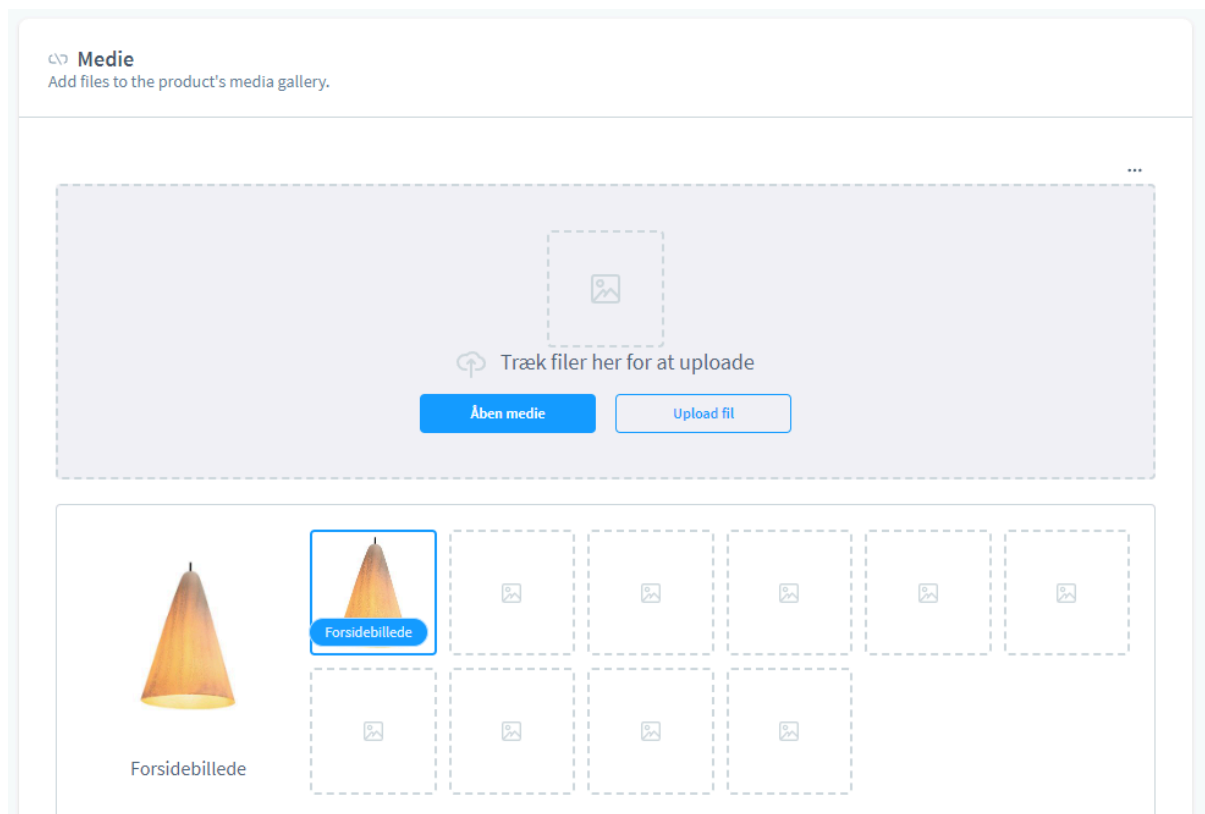 Medie
Add files to the product's media gallery.
...
Træk filer her for at uploade
Åben medie
Upload fil
Forsidebillede
Forsidebillede